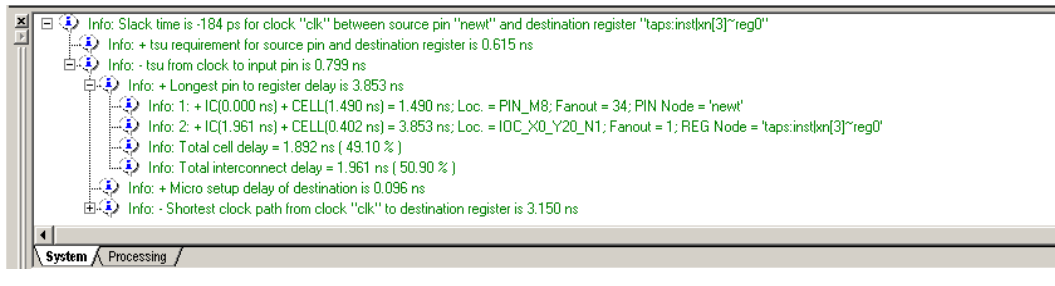 Info: Slack time is -184 ps for clock "clk" between source pin "newt" and destination register "taps:inst|xn[3]~reg0"
Info: + tsu requirement for source pin and destination register is 0.615 ns
Info: - tsu from clock to input pin is 0.799 ns
Info: + Longest pin to register delay is 3.853 ns
Info: 1: + IC(0.000 ns) + CELL(1.490 ns) = 1.490 ns; Loc. = PIN_M8; Fanout = 34; PIN Node = 'newt'
Info: 2: + IC(1.961 ns) + CELL(0.402 ns) = 3.853 ns; Loc. = IOC_X0_Y20_N1; Fanout = 1; REG Node = 'taps:inst|xn[3]~reg0'
Info: Total cell delay = 1.892 ns ( 49.10 % )
Info: Total interconnect delay = 1.961 ns ( 50.90 % )
Info: + Micro setup delay of destination is 0.096 ns
Info: - Shortest clock path from clock "clk" to destination register is 3.150 ns
System Processing